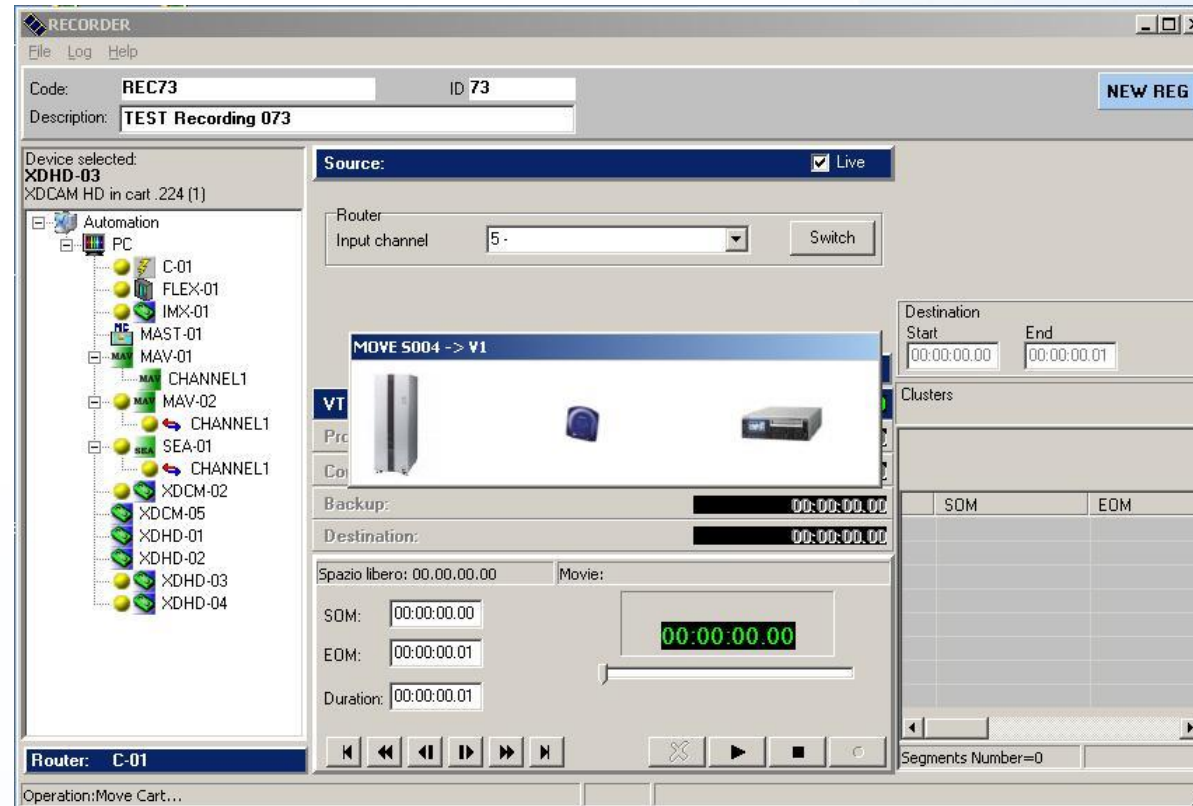 RECORDER
File Log Help
Code: REC73 ID 73
NEW REG
Description: TEST Recording 073
Device selected:
XDHD-03
XDCAM HD in cart .224 (1)
Automation
PC
C-01
FLEX-01
IMX-01
MAST-01
MAV MAV-01
MAV CHANNEL1
MAV MAV-02
CHANNEL1
SEA SEA-01
CHANNEL1
XDCM-02
XDCM-05
XDHD-01
XDHD-02
XDHD-03
XDHD-04
Router: C-01
Source: Live
Router
Input channel 5 - Switch
MOVE S004 -> V1
VT
Backup: 00:00:00.00
Destination: 00:00:00.00
Spazio libero: 00.00.00.00 Movie:
SOM: 00:00:00.00
00:00:00.00
EOM: 00:00:00.01
Duration: 00:00:00.01
Destination
Start End
00:00:00.00 00:00:00.01
Clusters
SOM EOM
Segments Number=0
Operation:Move Cart...